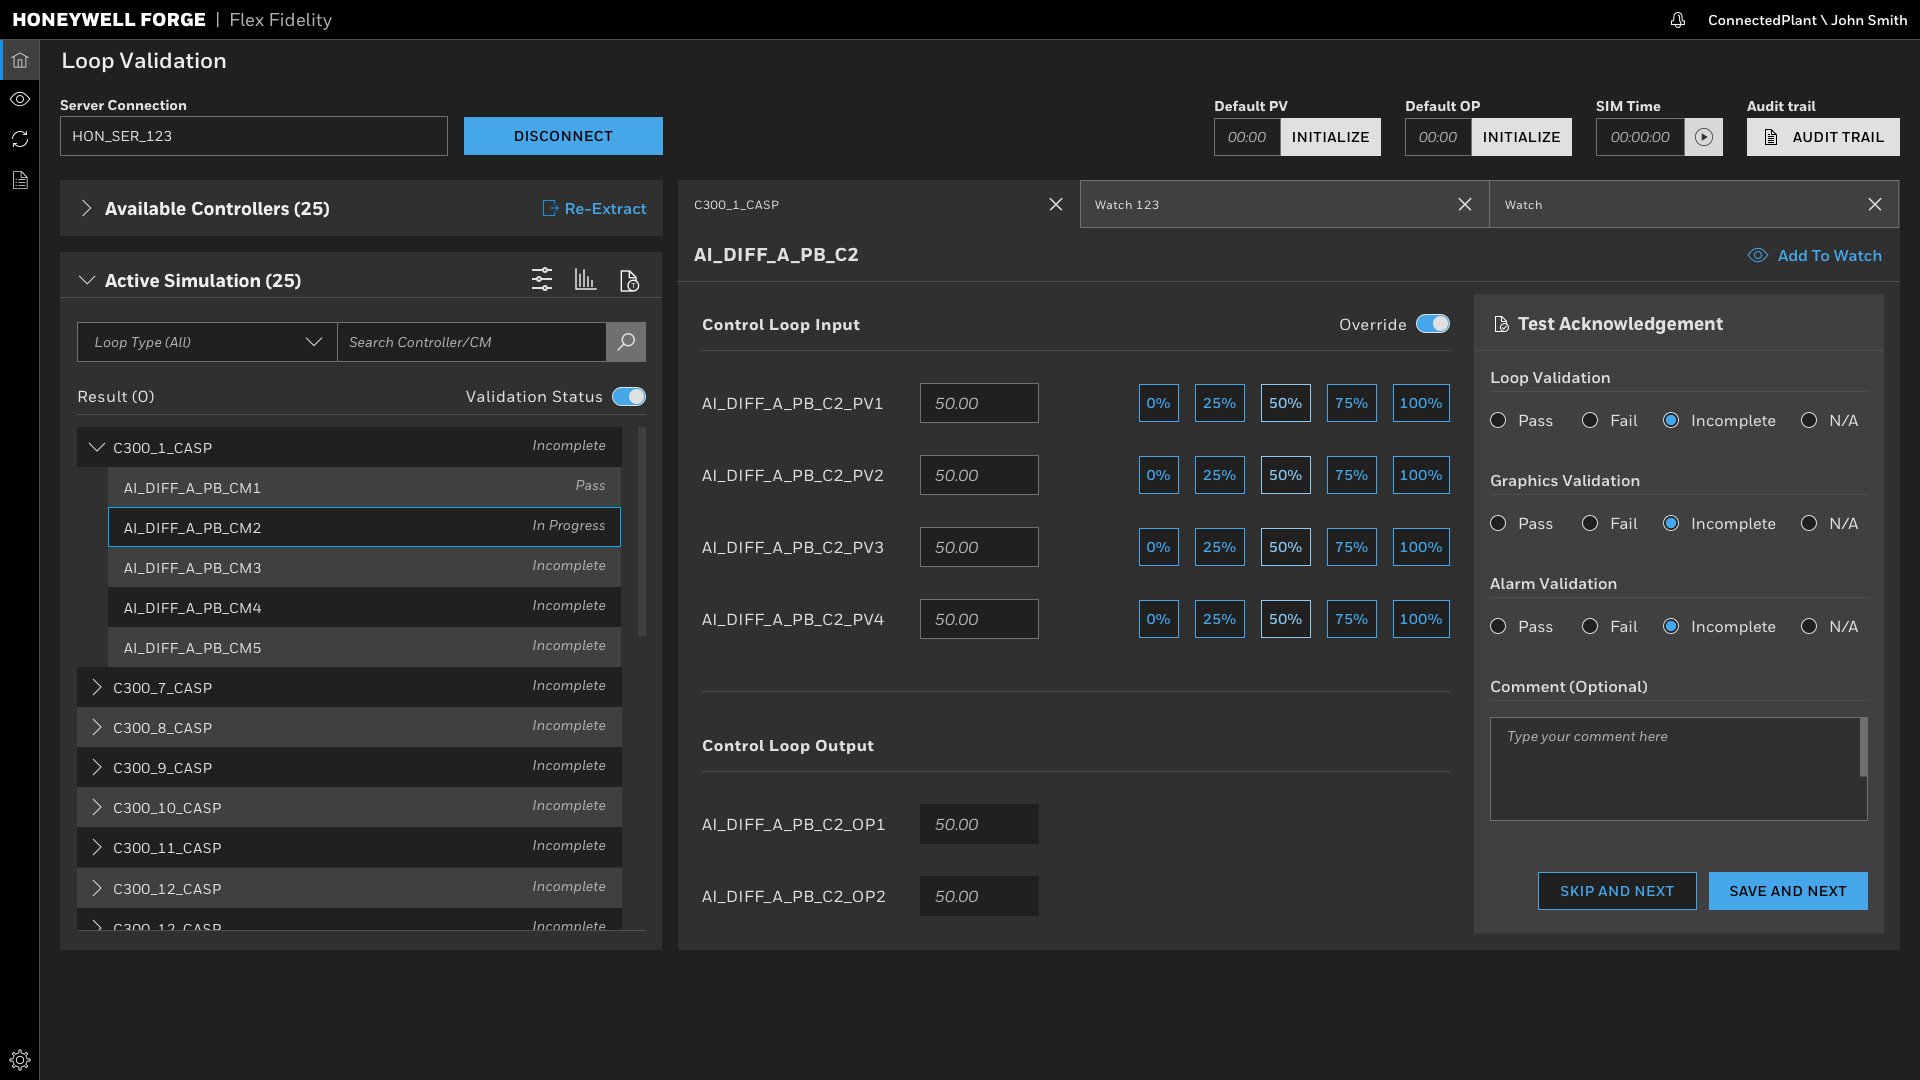 HONEYWELL FORGE | Flex Fidelity
ConnectedPlant \ John Smith
Loop Validation
Server Connection
HON_SER_123
DISCONNECT
Default PV
00:00
INITIALIZE
Default OP
00:00
INITIALIZE
SIM Time
00:00:00
Audit trail
AUDIT TRAIL
Available Controllers (25)
Re-Extract
Active Simulation (25)
Loop Type (All)
Search Controller/CM
Result (0)
Validation Status
C300_1_CASP Incomplete
AI_DIFF_A_PB_CM1 Pass
AI_DIFF_A_PB_CM2 In Progress
AI_DIFF_A_PB_CM3 Incomplete
AI_DIFF_A_PB_CM4 Incomplete
AI_DIFF_A_PB_CM5 Incomplete
C300_7_CASP Incomplete
C300_8_CASP Incomplete
C300_9_CASP Incomplete
C300_10_CASP Incomplete
C300_11_CASP Incomplete
C300_12_CASP Incomplete
C300_12_CASP Incomplete
C300_1_CASP
Watch 123
Watch
AI_DIFF_A_PB_C2
Add To Watch
Control Loop Input
Override
AI_DIFF_A_PB_C2_PV1 50.00 0% 25% 50% 75% 100%
AI_DIFF_A_PB_C2_PV2 50.00 0% 25% 50% 75% 100%
AI_DIFF_A_PB_C2_PV3 50.00 0% 25% 50% 75% 100%
AI_DIFF_A_PB_C2_PV4 50.00 0% 25% 50% 75% 100%
Control Loop Output
AI_DIFF_A_PB_C2_OP1 50.00
AI_DIFF_A_PB_C2_OP2 50.00
Test Acknowledgement
Loop Validation
Pass Fail Incomplete N/A
Graphics Validation
Pass Fail Incomplete N/A
Alarm Validation
Pass Fail Incomplete N/A
Comment (Optional)
Type your comment here
SKIP AND NEXT
SAVE AND NEXT